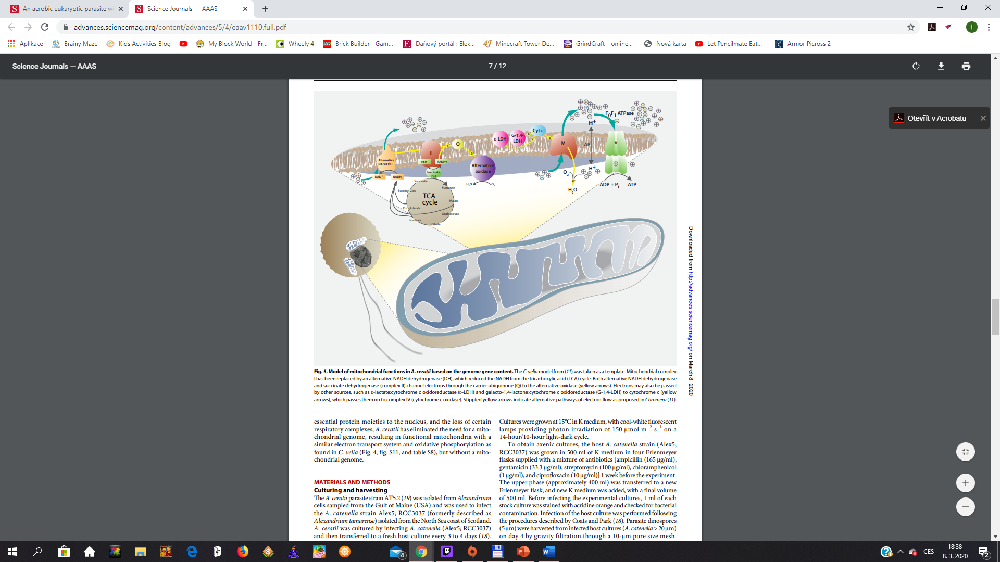 An aerobic eukaryotic parasite w
Science Journals — AAAS
advances.sciencemag.org/content/advances/5/4/eaav1110.full.pdf
Aplikace
Brainy Maze
Kids Activities Blog
My Block World - Fr...
Wheely 4
Brick Builder - Gam...
Daňový portál : Elek...
Minecraft Tower De...
GrindCraft – online...
Nová karta
Let Pencilmate Eat...
Armor Picross 2
Science Journals — AAAS
7 / 12
Otevřít v Acrobatu
F0F1 ATPase
H+
Cyt c
D-LDH
G-1,4-
LDH
e-
IV
ΔP
V
Q
II
Alternative
NADH DH
FAD
FADH2
Alternative
oxidase
Succinate
DH
NAD+
NADH
H+
O2
H2O
ADP + Pi
ATP
H2O
O2
Succinate
Fumarate
Succinyl CoA
TCA
cycle
Malate
Oxoglutarate
Oxaloacetate
Isocitrate
Citrate
Downloaded from http://advances.sciencemag.org/ on March 8, 2020
Fig. 5. Model of mitochondrial functions in A. ceratii based on the genome gene content. The C. velia model from (11) was taken as a template. Mitochondrial complex
I has been replaced by an alternative NADH dehydrogenase (DH), which reduced the NADH from the tricarboxylic acid (TCA) cycle. Both alternative NADH dehydrogenase
and succinate dehydrogenase (complex II) channel electrons through the carrier ubiquinone (Q) to the alternative oxidase (yellow arrows). Electrons may also be passed
by other sources, such as D-lactate:cytochrome c oxidoreductase (D-LDH) and galacto-1,4-lactone:cytochrome c oxidoreductase (G-1,4-LDH) to cytochrome c (yellow
arrows), which passes them on to complex IV (cytochrome c oxidase). Stippled yellow arrows indicate alternative pathways of electron flow as proposed in Chromera (11).
essential protein moieties to the nucleus, and the loss of certain
respiratory complexes, A. ceratii has eliminated the need for a mito-
chondrial genome, resulting in functional mitochondria with a
similar electron transport system and oxidative phosphorylation as
found in C. velia (Fig. 4, fig. S11, and table S8), but without a mito-
chondrial genome.
MATERIALS AND METHODS
Culturing and harvesting
The A. ceratii parasite strain AT5.2 (19) was isolated from Alexandrium
cells sampled from the Gulf of Maine (USA) and was used to infect
the A. catenella strain Alex5; RCC3037 (formerly described as
Alexandrium tamarense) isolated from the North Sea coast of Scotland.
A. ceratii was cultured by infecting A. catenella (Alex5; RCC3037)
and then transferred to a fresh host culture every 3 to 4 days (18).
Cultures were grown at 15°C in K medium, with cool-white fluorescent
lamps providing photon irradiation of 150 μmol m−2 s−1 on a
14-hour/10-hour light-dark cycle.
To obtain axenic cultures, the host A. catenella strain (Alex5;
RCC3037) was grown in 500 ml of K medium in four Erlenmeyer
flasks supplied with a mixture of antibiotics [ampicillin (165 μg/ml),
gentamicin (33.3 μg/ml), streptomycin (100 μg/ml), chloramphenicol
(1 μg/ml), and ciprofloxacin (10 μg/ml)] 1 week before the experiment.
The upper phase (approximately 400 ml) was transferred to a new
Erlenmeyer flask, and new K medium was added, with a final volume
of 500 ml. Before infecting the experimental cultures, 1 ml of each
stock culture was stained with acridine orange and checked for bacterial
contamination. Infection of the host culture was performed following
the procedures described by Coats and Park (18). Parasite dinospores
(5 μm) were harvested from infected host cultures (A. catenella > 20 μm)
on day 4 by gravity filtration through a 10-μm pore size mesh.
4
CES
18:38
8. 3. 2020
2